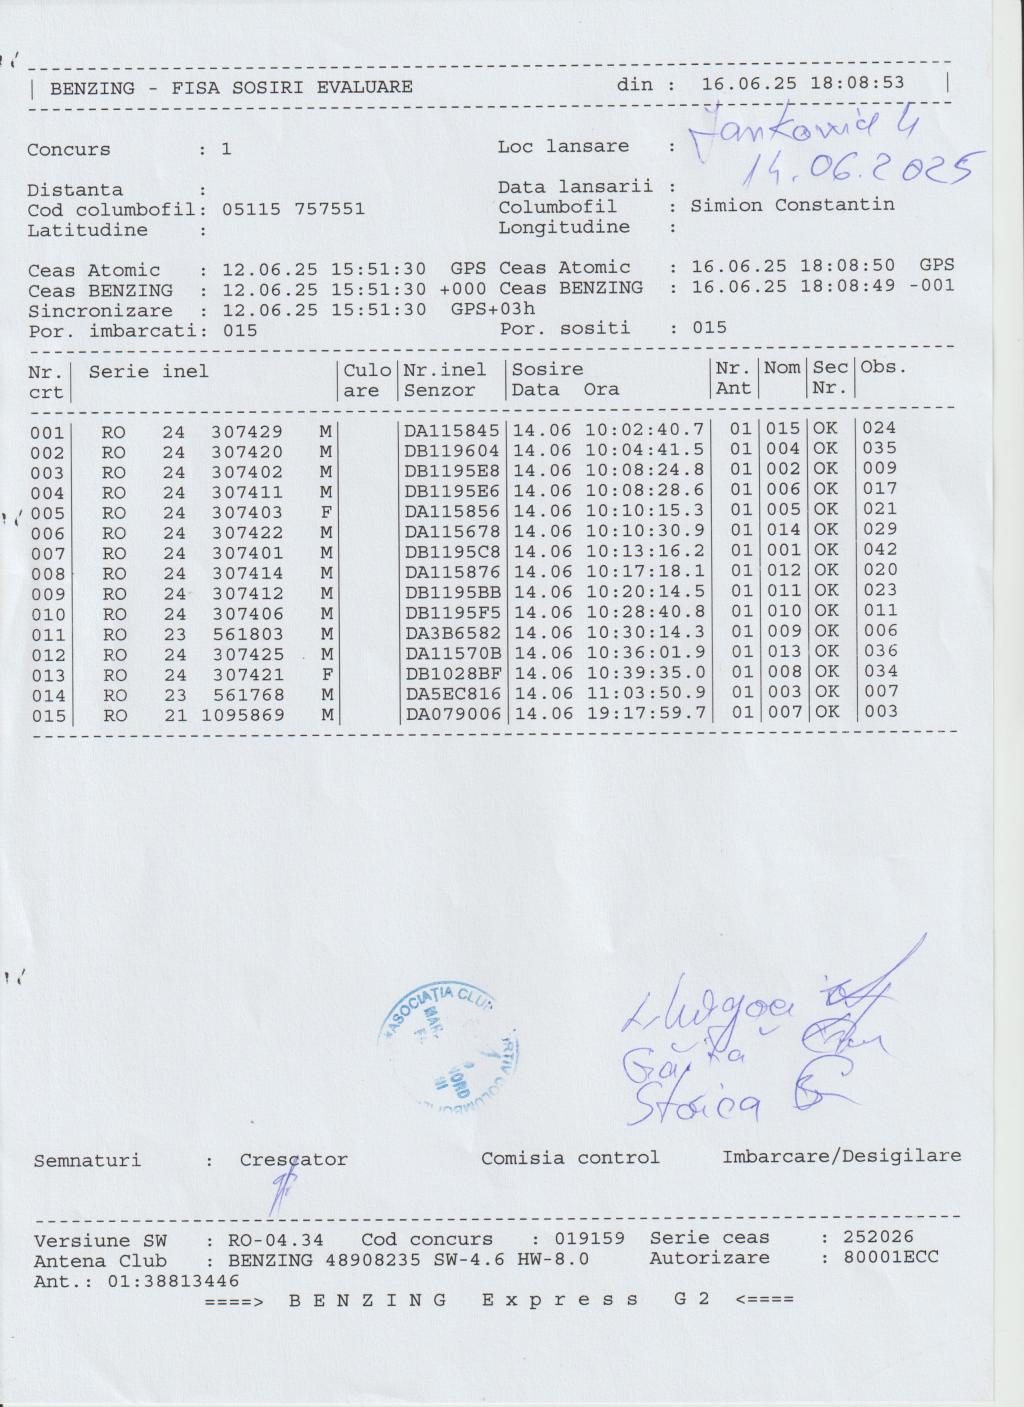 BENZING - FISA SOSIRI EVALUARE din : 16.06.25 18:08:53
Concurs : 1 Loc lansare : Jankovid 4
14.06.2025
Distanta : Data lansarii :
Cod columbofil: 05115 757551 Columbofil : Simion Constantin
Latitudine : Longitudine :
Ceas Atomic : 12.06.25 15:51:30 GPS Ceas Atomic : 16.06.25 18:08:50 GPS
Ceas BENZING : 12.06.25 15:51:30 +000 Ceas BENZING : 16.06.25 18:08:49 -001
Sincronizare : 12.06.25 15:51:30 GPS+03h
Por. imbarcati: 015 Por. sositi : 015
Nr. Serie inel Culo Nr.inel Sosire Nr. Nom Sec Obs.
crt are Senzor Data Ora Ant Nr.
001 RO 24 307429 M DA115845 14.06 10:02:40.7 01 015 OK 024
002 RO 24 307420 M DB119604 14.06 10:04:41.5 01 004 OK 035
003 RO 24 307402 M DB1195E8 14.06 10:08:24.8 01 002 OK 009
004 RO 24 307411 M DB1195E6 14.06 10:08:28.6 01 006 OK 017
005 RO 24 307403 F DA115856 14.06 10:10:15.3 01 005 OK 021
006 RO 24 307422 M DA115678 14.06 10:10:30.9 01 014 OK 029
007 RO 24 307401 M DB1195C8 14.06 10:13:16.2 01 001 OK 042
008 RO 24 307414 M DA115876 14.06 10:17:18.1 01 012 OK 020
009 RO 24 307412 M DB1195BB 14.06 10:20:14.5 01 011 OK 023
010 RO 24 307406 M DB1195F5 14.06 10:28:40.8 01 010 OK 011
011 RO 23 561803 M DA3B6582 14.06 10:30:14.3 01 009 OK 006
012 RO 24 307425 M DA11570B 14.06 10:36:01.9 01 013 OK 036
013 RO 24 307421 F DB1028BF 14.06 10:39:35.0 01 008 OK 034
014 RO 23 561768 M DA5EC816 14.06 11:03:50.9 01 003 OK 007
015 RO 21 1095869 M DA079006 14.06 19:17:59.7 01 007 OK 003
ASOCIAȚIA CLUB
NORD
Găiță
Stoica
Semnaturi : Crescator Comisia control Imbarcare/Desigilare
Versiune SW : RO-04.34 Cod concurs : 019159 Serie ceas : 252026
Antena Club : BENZING 48908235 SW-4.6 HW-8.0 Autorizare : 80001ECC
Ant.: 01:38813446
====> B E N Z I N G E x p r e s s G 2 <====